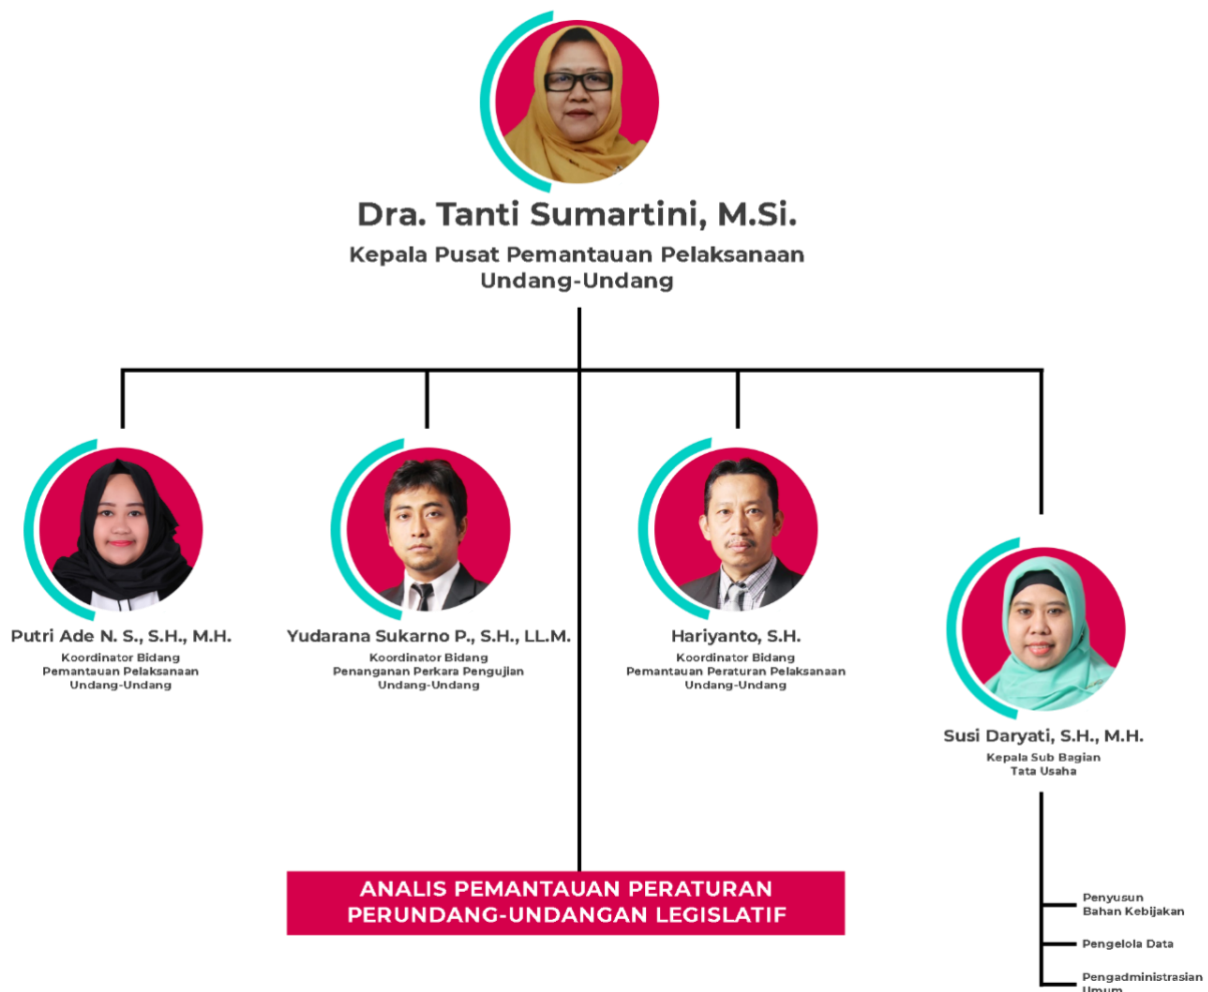 Dra. Tanti Sumartini, M.Si.
Kepala Pusat Pemantauan Pelaksanaan
Undang-Undang
Putri Ade N. S., S.H., M.H.
Koordinator Bidang
Pemantauan Pelaksanaan
Undang-Undang
Yudarana Sukarno P., S.H., LL.M.
Koordinator Bidang
Penanganan Perkara Pengujian
Undang-Undang
Hariyanto, S.H.
Koordinator Bidang
Pemantauan Peraturan Pelaksanaan
Undang-Undang
Susi Daryati, S.H., M.H.
Kepala Sub Bagian
Tata Usaha
ANALIS PEMANTAUAN PERATURAN
PERUNDANG-UNDANGAN LEGISLATIF
Penyusun
Bahan Kebijakan
Pengelola Data
Pengadministrasian
Umum